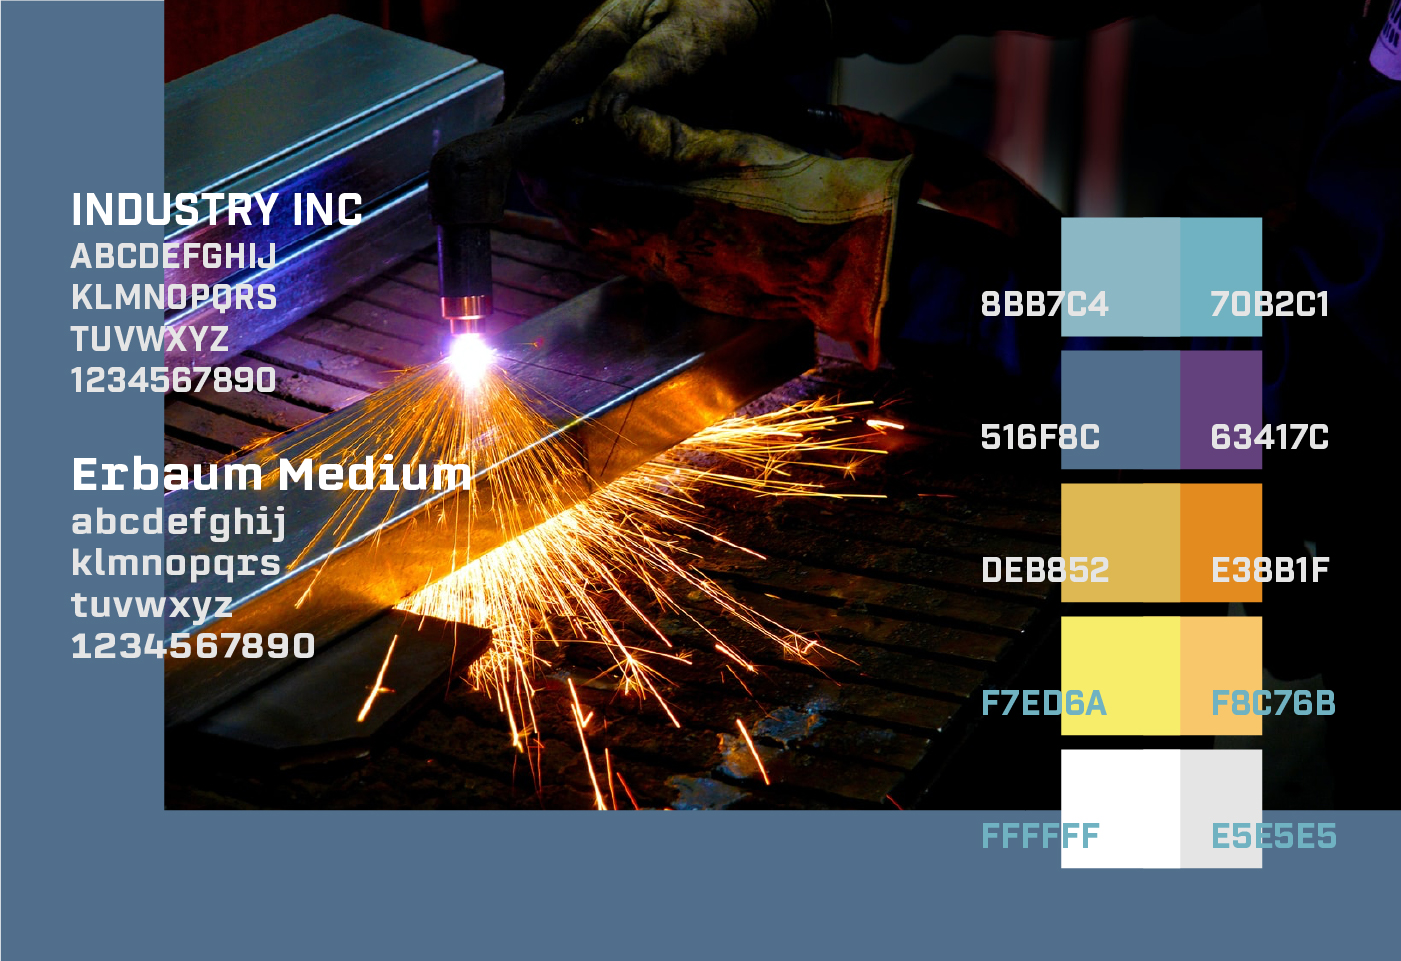 INDUSTRY INC
ABCDEFGHIJ
KLMNOPQRS
TUVWXYZ
1234567890
Erbaum Medium
abcdefghij
klmnopqrs
tuvwxyz
1234567890
8BB7C4 70B2C1
516F8C 63417C
DEB852 E38B1F
F7ED6A F8C76B
FFFFFF E5E5E5